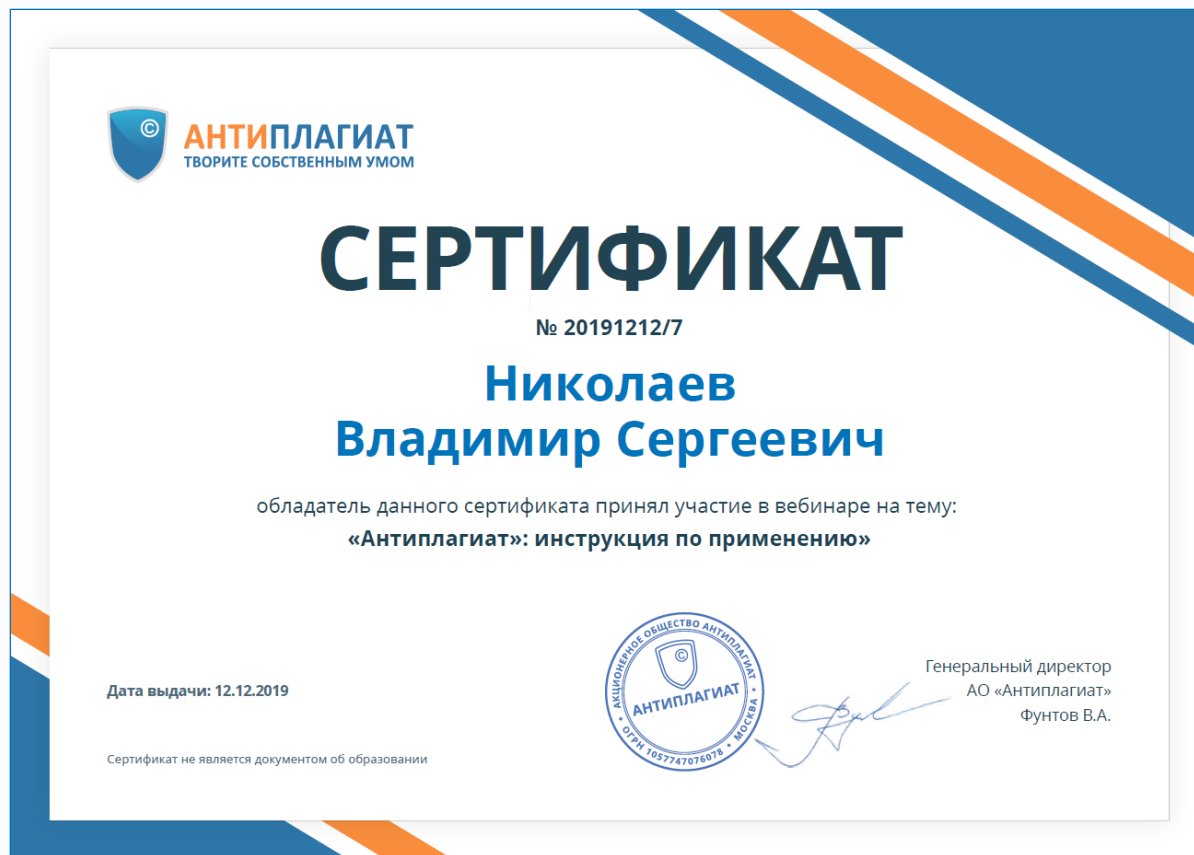 ©
АНТИПЛАГИАТ
ТВОРИТЕ СОБСТВЕННЫМ УМОМ
СЕРТИФИКАТ
№ 20191212/7
Николаев
Владимир Сергеевич
обладатель данного сертификата принял участие в вебинаре на тему:
«Антиплагиат»: инструкция по применению»
АКЦИОНЕРНОЕ ОБЩЕСТВО АНТИПЛАГИАТ • МОСКВА •
ОГРН 1057747076078 •
©
АНТИПЛАГИАТ
Генеральный директор
АО «Антиплагиат»
Фунтов В.А.
Дата выдачи: 12.12.2019
Сертификат не является документом об образовании